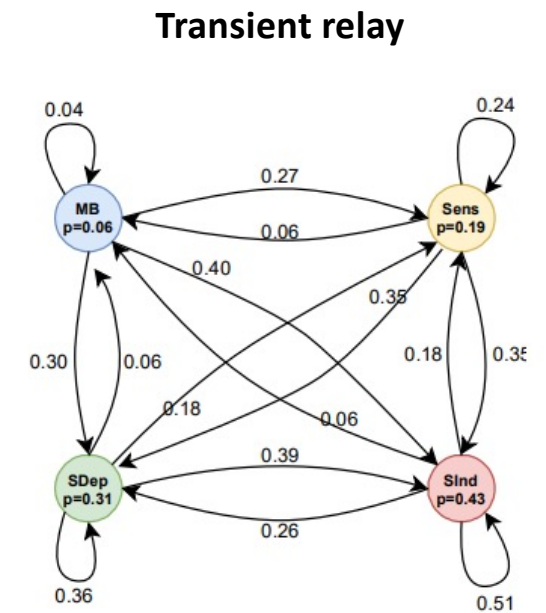 Transient relay
0.04
0.24
MB
p=0.06
0.27
Sens
p=0.19
0.06
0.40
0.35
0.30
0.06
0.18
0.35
0.18
0.06
0.39
SDep
p=0.31
SInd
p=0.43
0.26
0.36
0.51